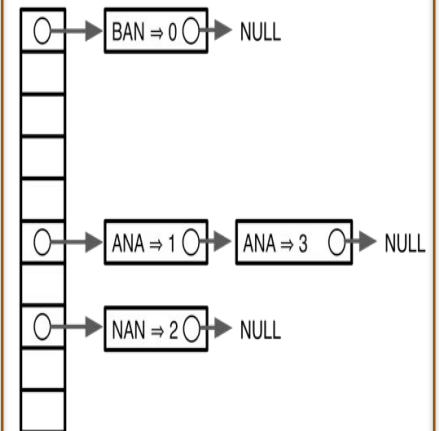 BAN ⇒ 0 NULL
ANA ⇒ 1 ANA ⇒ 3 NULL
NAN ⇒ 2 NULL